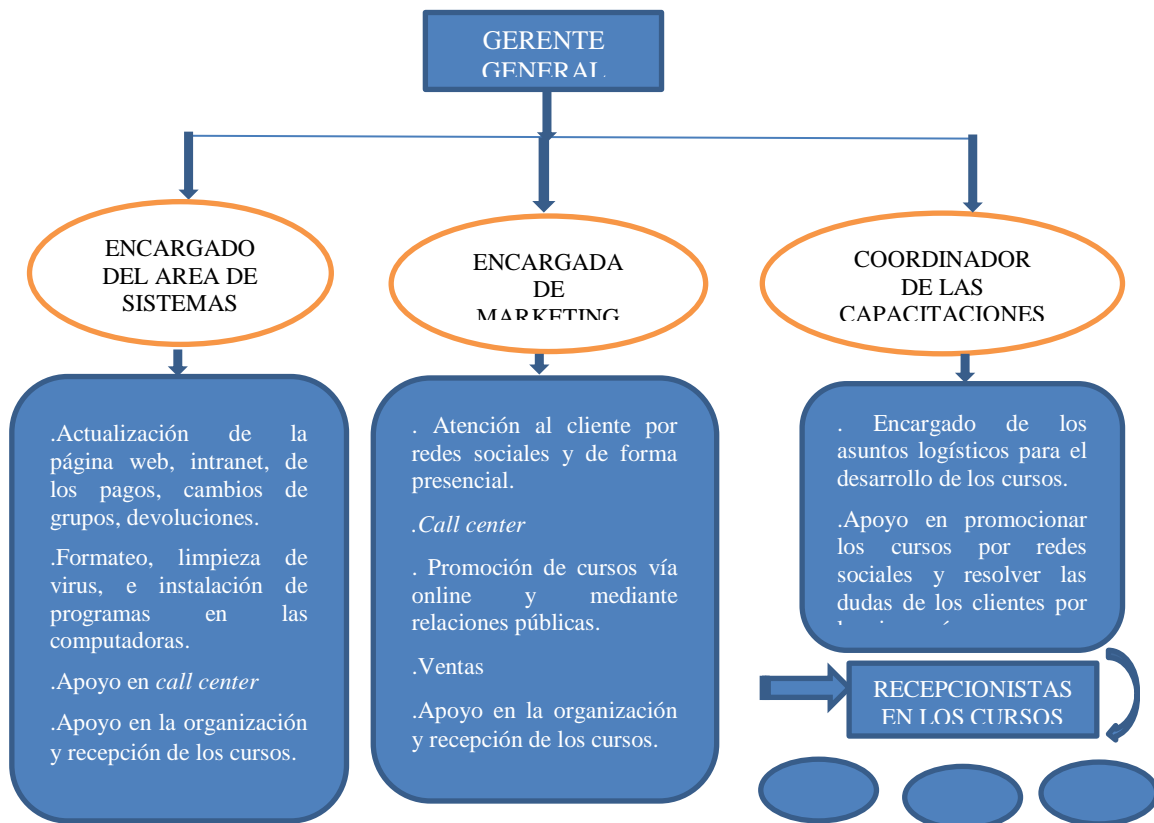 GERENTE
GENERAL
ENCARGADO
DEL AREA DE
SISTEMAS
ENCARGADA
DE
MARKETING
COORDINADOR
DE LAS
CAPACITACIONES
.Actualización de la
página web, intranet, de
los pagos, cambios de
grupos, devoluciones.
.Formateo, limpieza de
virus, e instalación de
programas en las
computadoras.
.Apoyo en call center
.Apoyo en la organización
y recepción de los cursos.
. Atención al cliente por
redes sociales y de forma
presencial.
.Call center
. Promoción de cursos vía
online y mediante
relaciones públicas.
.Ventas
.Apoyo en la organización
y recepción de los cursos.
. Encargado de los
asuntos logísticos para el
desarrollo de los cursos.
.Apoyo en promocionar
los cursos por redes
sociales y resolver las
dudas de los clientes por
RECEPCIONISTAS
EN LOS CURSOS